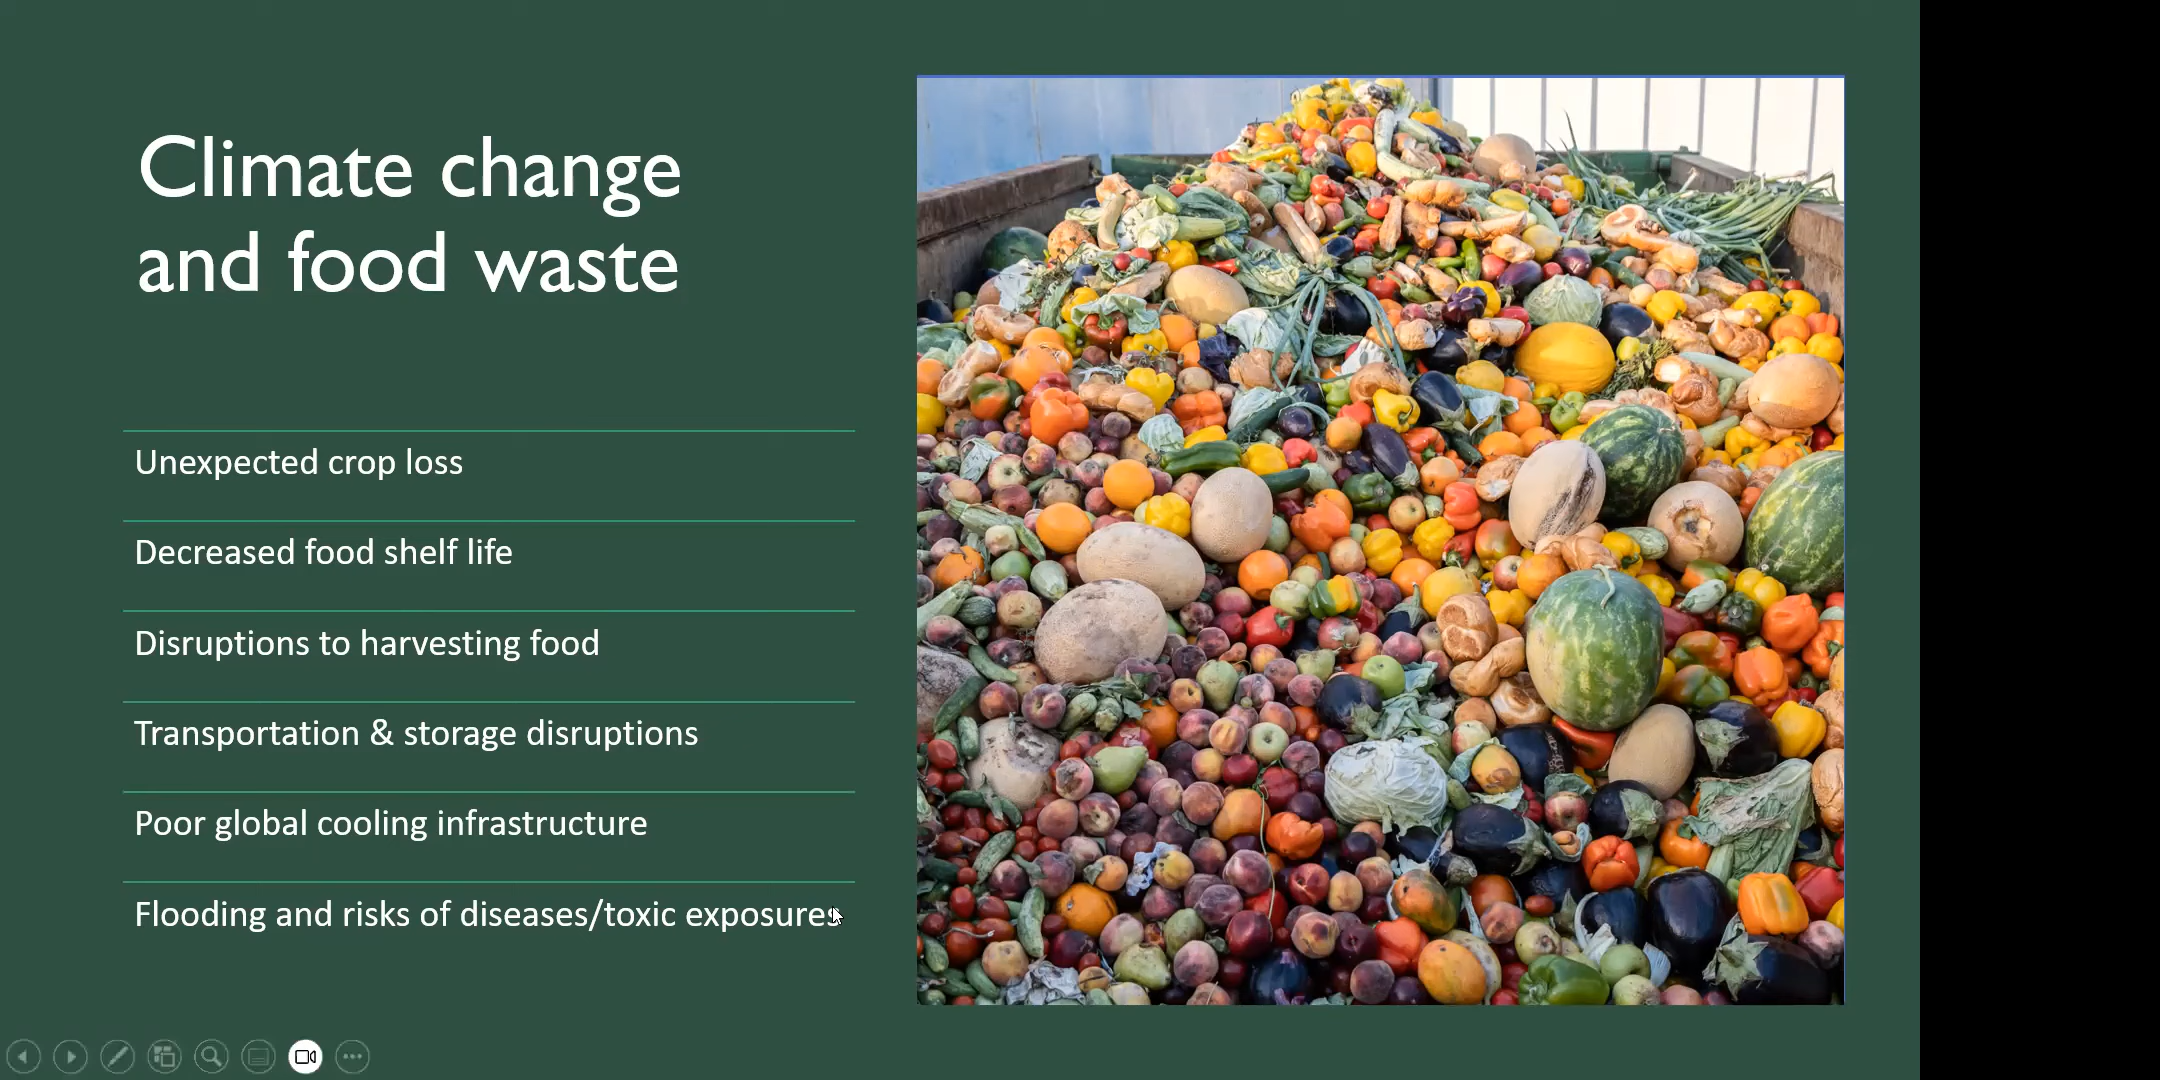 Climate change
and food waste
Unexpected crop loss
Decreased food shelf life
Disruptions to harvesting food
Transportation & storage disruptions
Poor global cooling infrastructure
Flooding and risks of diseases/toxic exposures